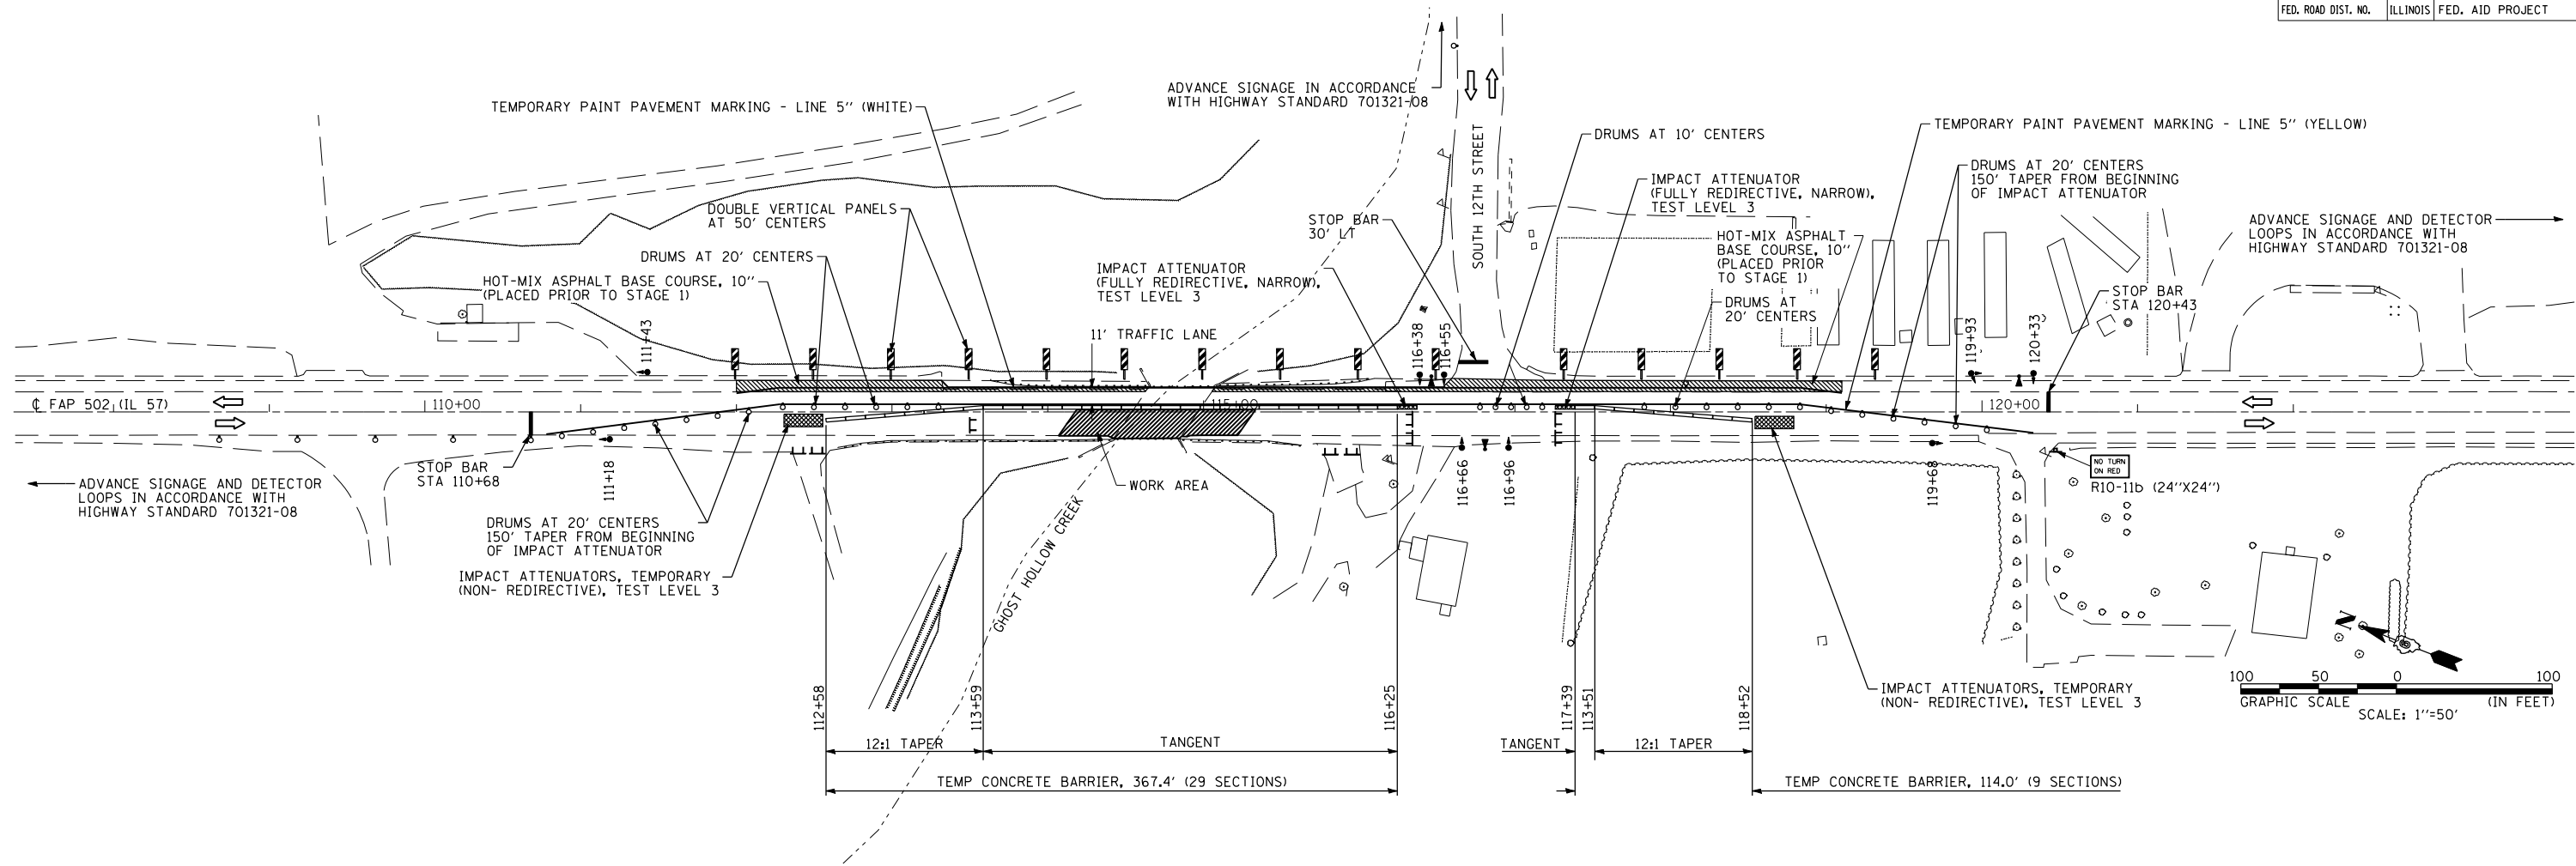 FED. ROAD DIST. NO. ILLINOIS FED. AID PROJECT
ADVANCE SIGNAGE IN ACCORDANCE
WITH HIGHWAY STANDARD 701321-08
TEMPORARY PAINT PAVEMENT MARKING - LINE 5" (WHITE)
SOUTH 12TH STREET
DRUMS AT 10' CENTERS
TEMPORARY PAINT PAVEMENT MARKING - LINE 5" (YELLOW)
DRUMS AT 20' CENTERS
150' TAPER FROM BEGINNING
OF IMPACT ATTENUATOR
IMPACT ATTENUATOR
(FULLY REDIRECTIVE, NARROW),
TEST LEVEL 3
DOUBLE VERTICAL PANELS
AT 50' CENTERS
STOP BAR
30' LT
ADVANCE SIGNAGE AND DETECTOR
LOOPS IN ACCORDANCE WITH
HIGHWAY STANDARD 701321-08
HOT-MIX ASPHALT
BASE COURSE, 10"
(PLACED PRIOR
TO STAGE 1)
DRUMS AT 20' CENTERS
HOT-MIX ASPHALT BASE COURSE, 10"
(PLACED PRIOR TO STAGE 1)
IMPACT ATTENUATOR
(FULLY REDIRECTIVE, NARROW),
TEST LEVEL 3
DRUMS AT
20' CENTERS
STOP BAR
STA 120+43
11' TRAFFIC LANE
111+43
116+38
116+55
119+93
120+33
℄ FAP 502 (IL 57)
110+00
115+00
120+00
STOP BAR
STA 110+68
111+18
WORK AREA
116+66
116+96
119+68
NO TURN
ON RED
R10-11b (24"X24")
ADVANCE SIGNAGE AND DETECTOR
LOOPS IN ACCORDANCE WITH
HIGHWAY STANDARD 701321-08
DRUMS AT 20' CENTERS
150' TAPER FROM BEGINNING
OF IMPACT ATTENUATOR
IMPACT ATTENUATORS, TEMPORARY
(NON- REDIRECTIVE), TEST LEVEL 3
GHOST HOLLOW CREEK
N
112+58
113+59
116+25
117+39
113+51
118+52
IMPACT ATTENUATORS, TEMPORARY
(NON- REDIRECTIVE), TEST LEVEL 3
100 50 0 100
GRAPHIC SCALE (IN FEET)
SCALE: 1"=50'
12:1 TAPER
TANGENT
TANGENT
12:1 TAPER
TEMP CONCRETE BARRIER, 367.4' (29 SECTIONS)
TEMP CONCRETE BARRIER, 114.0' (9 SECTIONS)